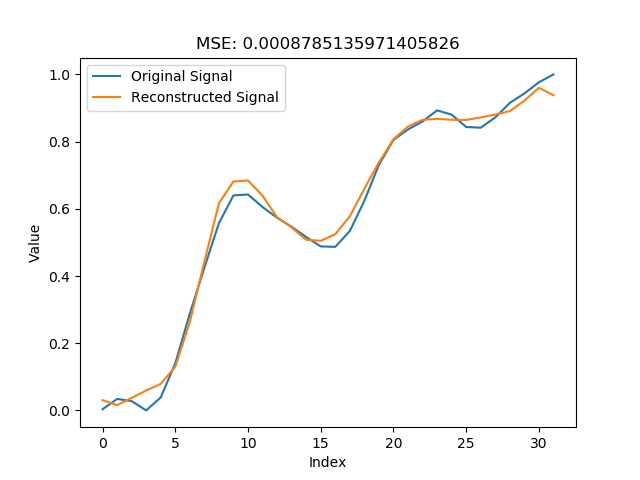 MSE: 0.0008785135971405826
Original Signal
Reconstructed Signal
1.0
0.8
0.6
0.4
0.2
0.0
Value
0 5 10 15 20 25 30
Index